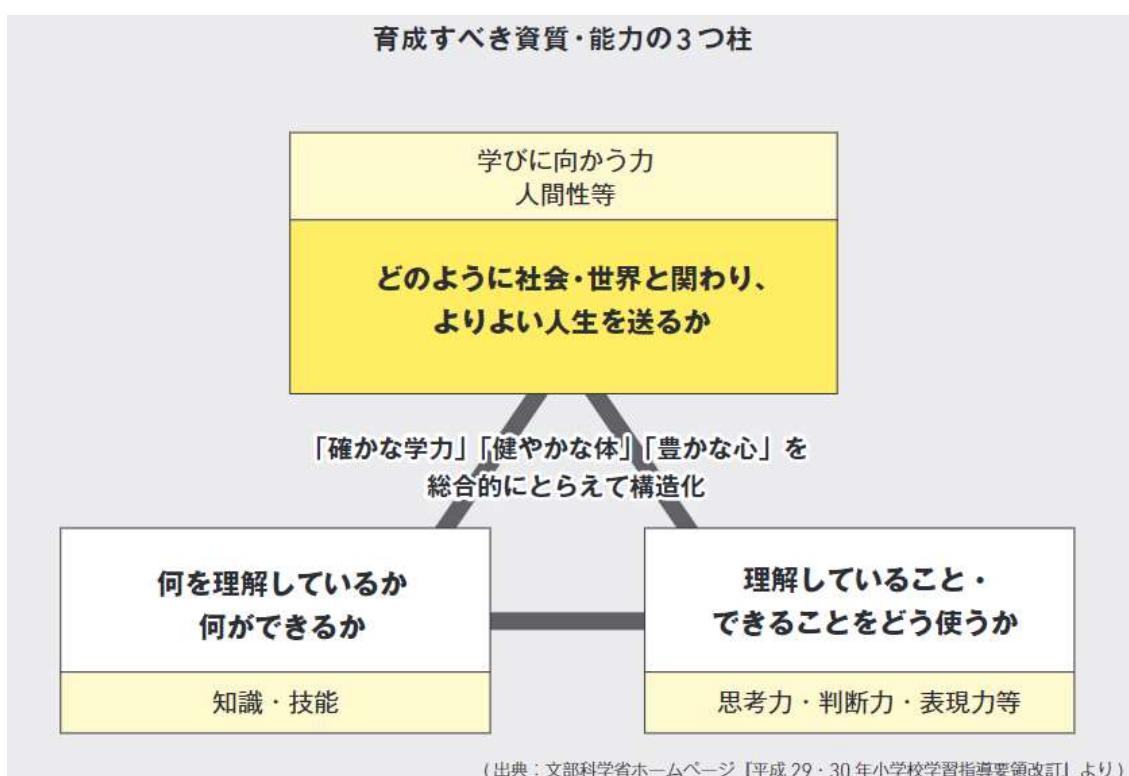 育成すべき資質・能力の3つ柱
学びに向かう力
人間性等
どのように社会・世界と関わり、
よりよい人生を送るか
「確かな学力」「健やかな体」「豊かな心」を
総合的にとらえて構造化
何を理解しているか
何ができるか
知識・技能
理解していること・
できることをどう使うか
思考力・判断力・表現力等
(出典:文部科学省ホームページ『平成29・30年小学校学習指導要領改訂』より)